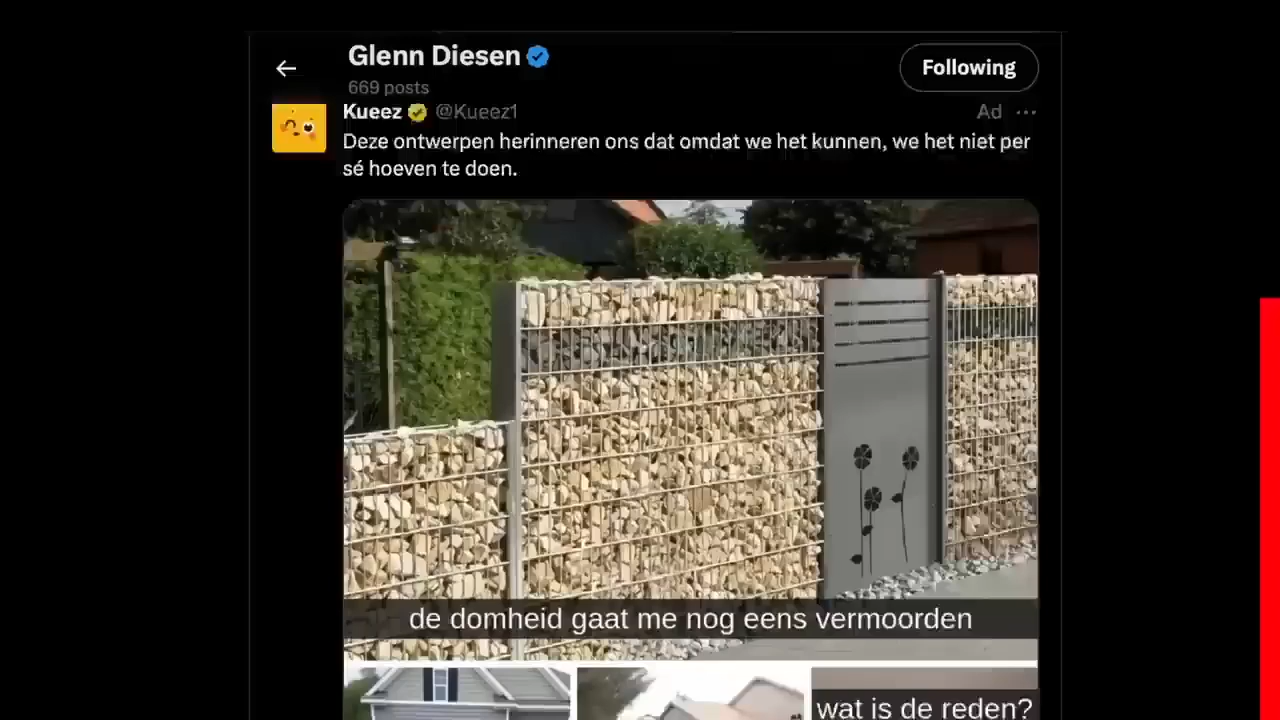 Glenn Diesen
Following
669 posts
Kueez @Kueez1
Ad
Deze ontwerpen herinneren ons dat omdat we het kunnen, we het niet per
sé hoeven te doen.
de domheid gaat me nog eens vermoorden
wat is de reden?